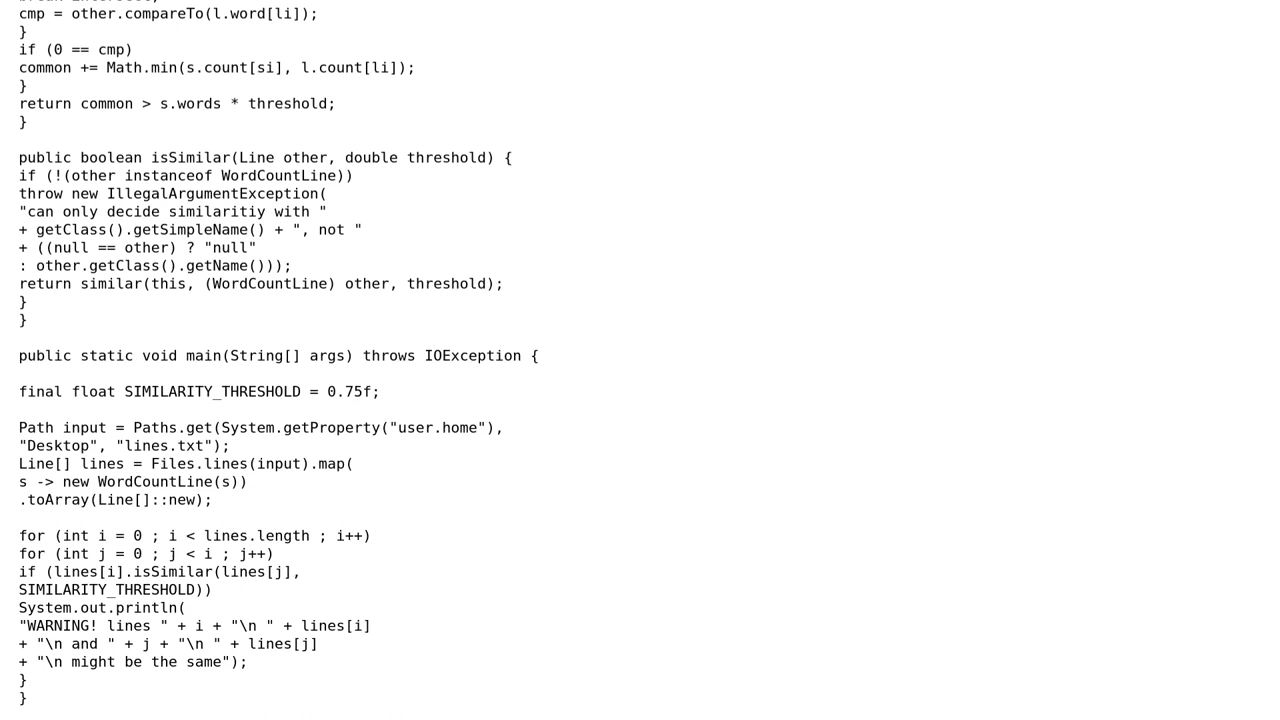 cmp = other.compareTo(l.word[li]);
}
if (0 == cmp)
common += Math.min(s.count[si], l.count[li]);
}
return common > s.words * threshold;
}

public boolean isSimilar(Line other, double threshold) {
if (!(other instanceof WordCountLine))
throw new IllegalArgumentException(
"can only decide similaritiy with "
+ getClass().getSimpleName() + ", not "
+ ((null == other) ? "null"
: other.getClass().getName()));
return similar(this, (WordCountLine) other, threshold);
}
}

public static void main(String[] args) throws IOException {

final float SIMILARITY_THRESHOLD = 0.75f;

Path input = Paths.get(System.getProperty("user.home"),
"Desktop", "lines.txt");
Line[] lines = Files.lines(input).map(
s -> new WordCountLine(s))
.toArray(Line[]::new);

for (int i = 0 ; i < lines.length ; i++)
for (int j = 0 ; j < i ; j++)
if (lines[i].isSimilar(lines[j],
SIMILARITY_THRESHOLD))
System.out.println(
"WARNING! lines " + i + "\n " + lines[i]
+ "\n and " + j + "\n " + lines[j]
+ "\n might be the same");
}
}